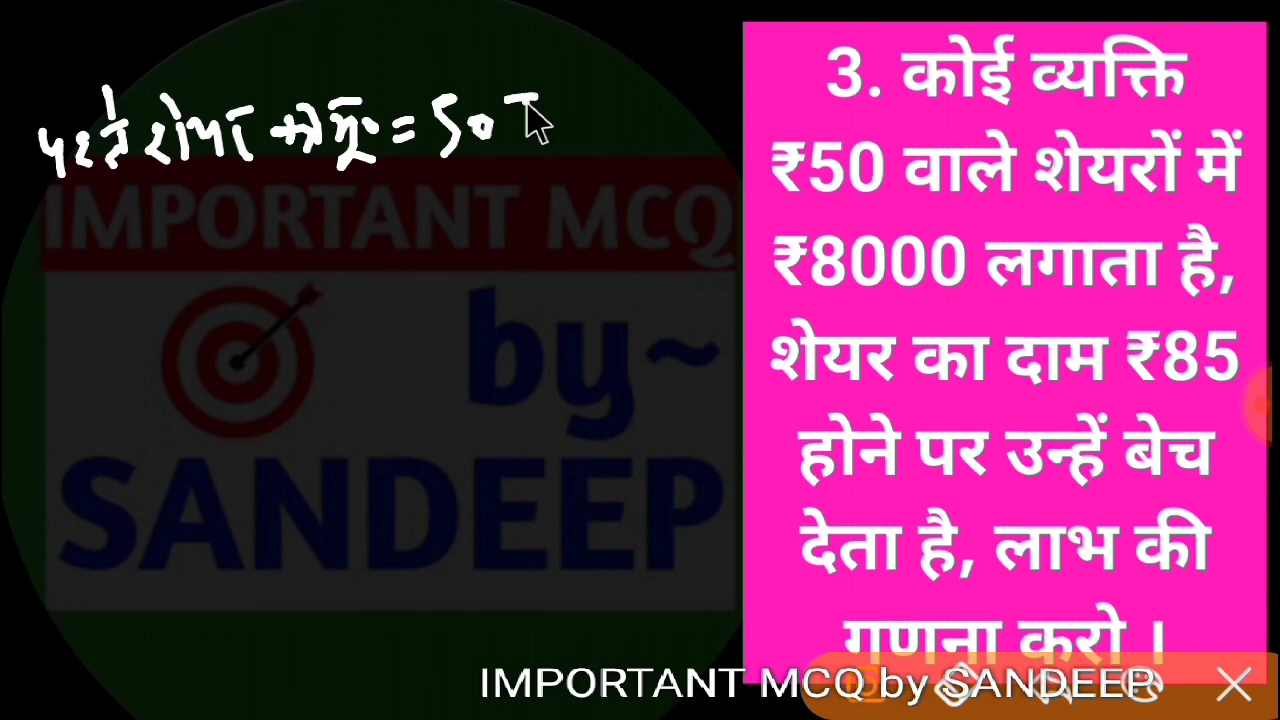 = 50
IMPORTANT MCQ
by~
SANDEEP
3. कोई व्यक्ति
₹50 वाले शेयरों में
₹8000 लगाता है,
शेयर का दाम ₹85
होने पर उन्हें बेच
देता है, लाभ की
गणना करो ।
IMPORTANT MCQ by SANDEEP